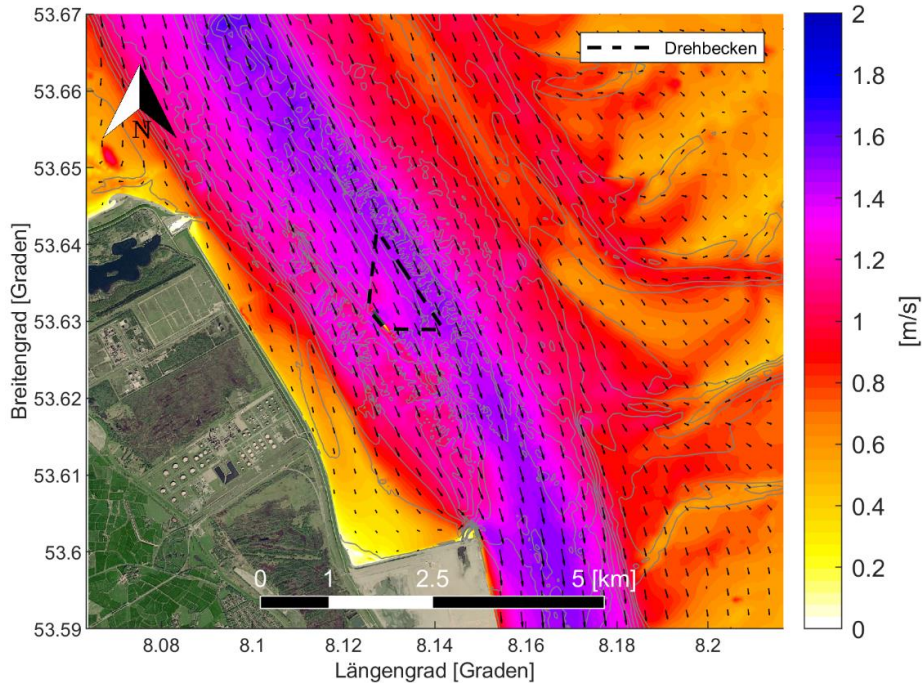 53.67
53.66
53.65
53.64
53.63
53.62
53.61
53.6
53.59
Breitengrad [Graden]
N
Drehbecken
0 1 2.5 5 [km]
8.08 8.1 8.12 8.14 8.16 8.18 8.2
Längengrad [Graden]
2
1.8
1.6
1.4
1.2
1
0.8
0.6
0.4
0.2
0
[m/s]